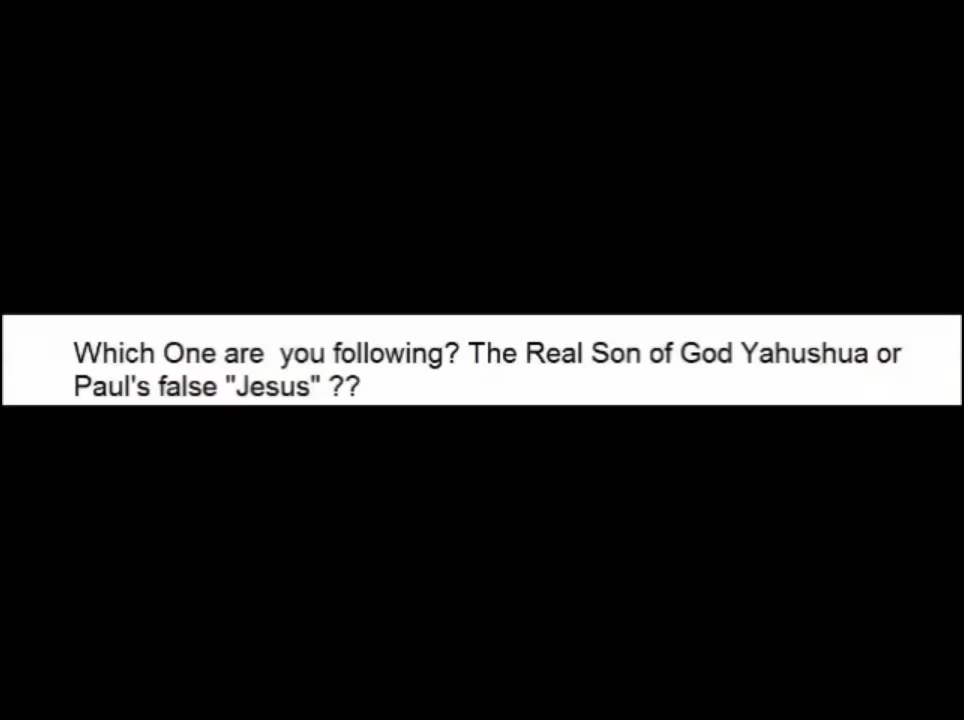 Which One are  you following? The Real Son of God Yahushua or
Paul's false "Jesus" ??